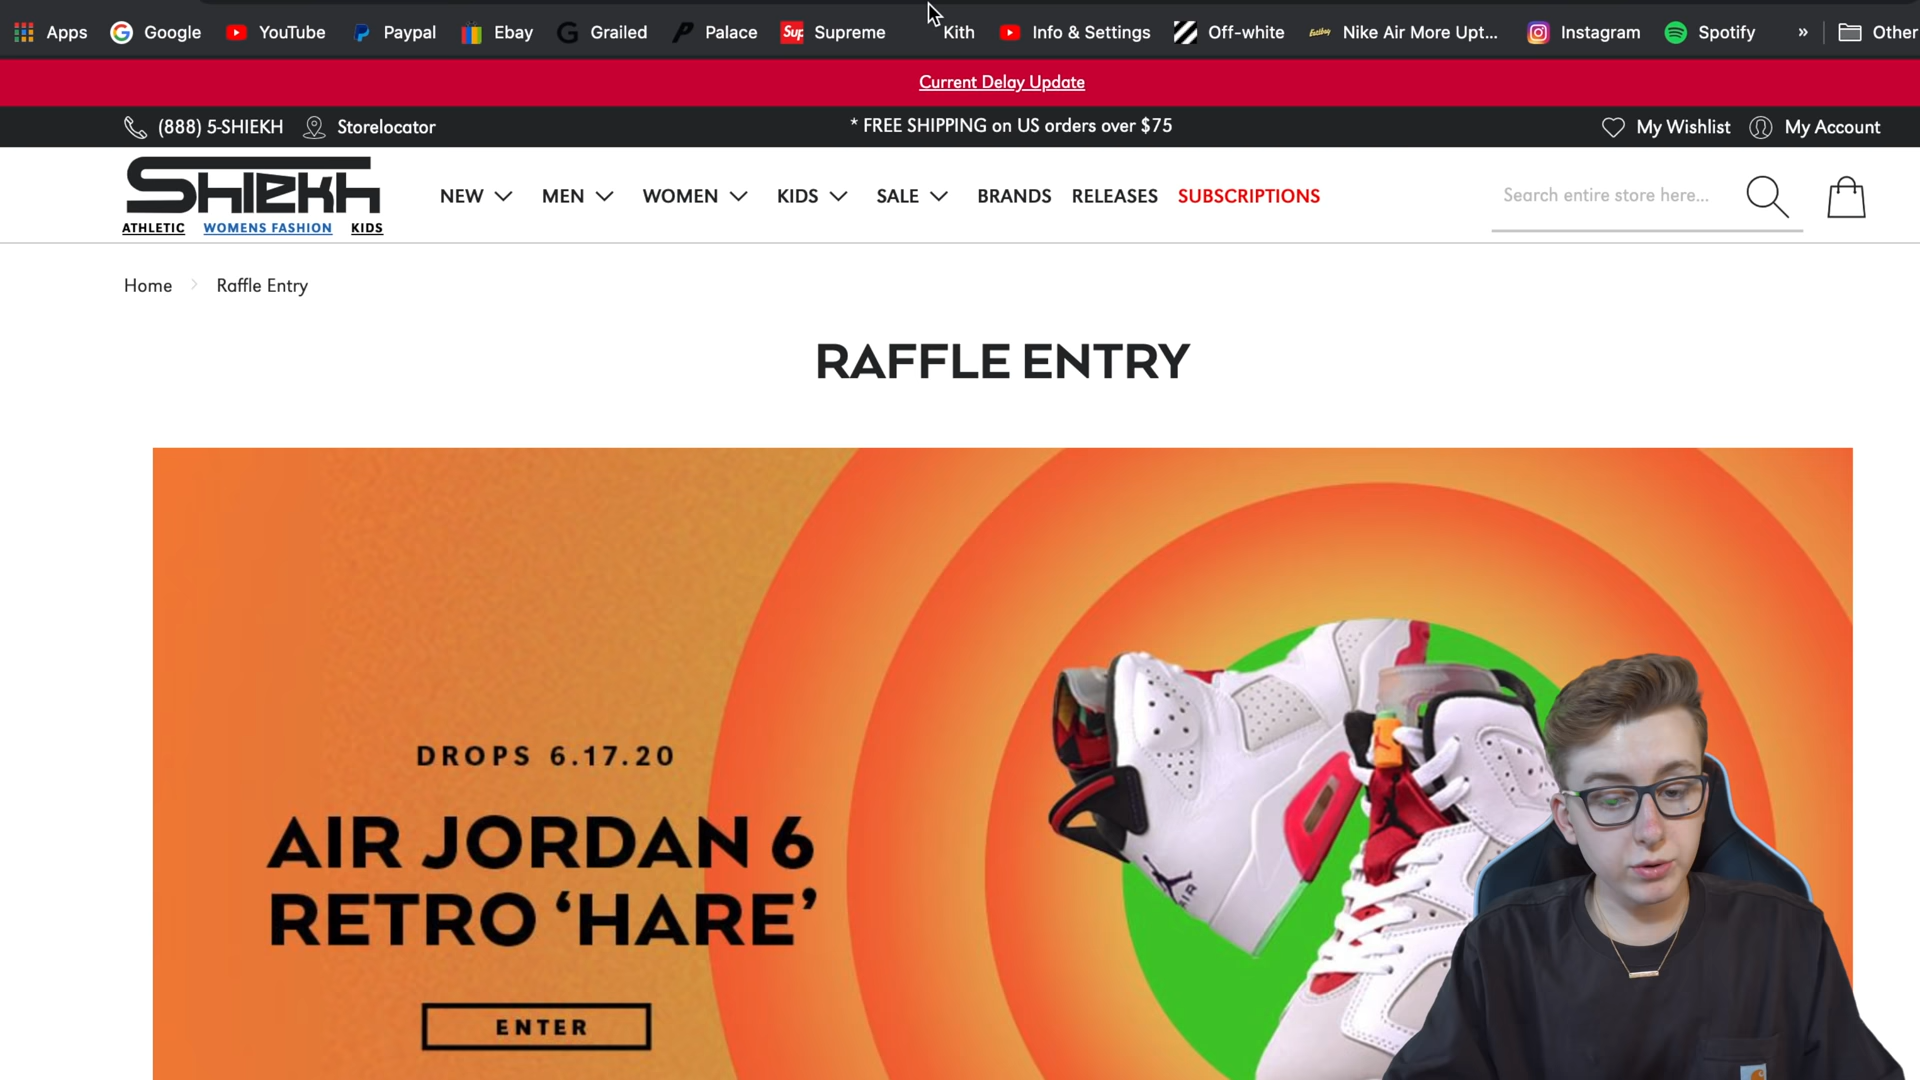 Apps Google YouTube Paypal Ebay Grailed Palace Sup Supreme Kith Info & Settings Off-white Nike Air More Upt... Instagram Spotify » Other
Current Delay Update
(888) 5-SHIEKH Storelocator * FREE SHIPPING on US orders over $75 My Wishlist My Account
SHIEKH
ATHLETIC WOMENS FASHION KIDS
NEW MEN WOMEN KIDS SALE BRANDS RELEASES SUBSCRIPTIONS Search entire store here...
Home Raffle Entry
RAFFLE ENTRY
DROPS 6.17.20
AIR JORDAN 6
RETRO ‘HARE’
ENTER
AIR